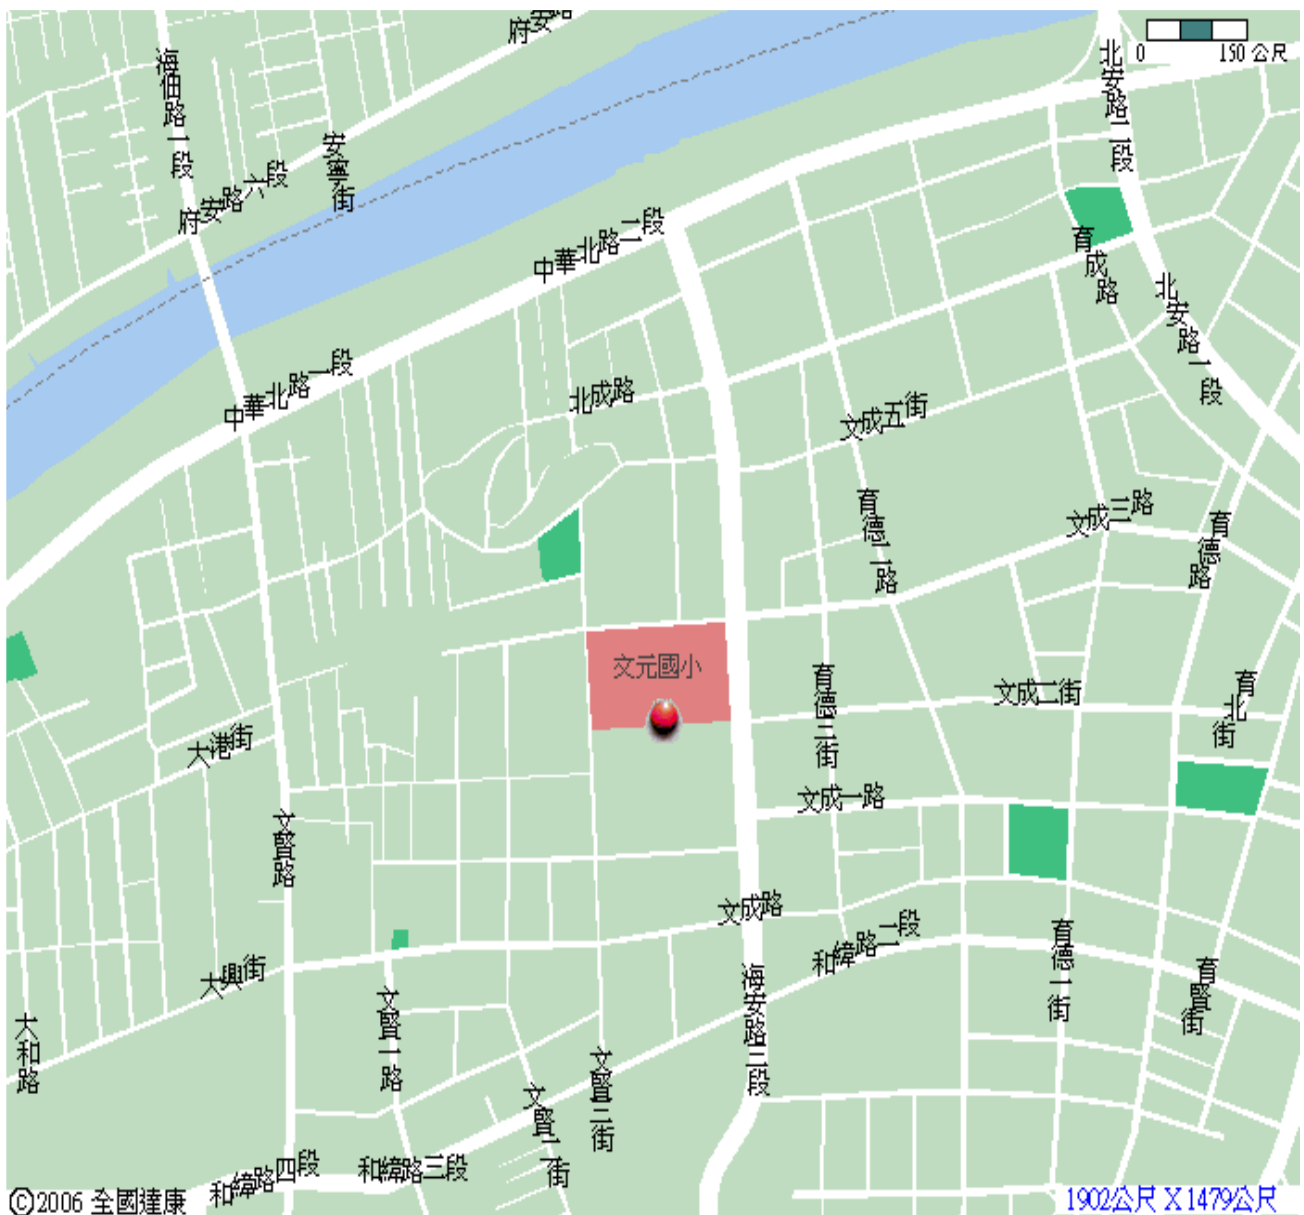 府安路
北安路二段
0 150 公尺
海佃路一段
安寧街
府安路六段
中華北路二段
育成路
北安路一段
中華北路一段
北成路
文成五街
育德二路
文成三路
育德路
文元國小
育德三街
文成二街
育北街
大港街
文成一路
文賢路
文成路
和緯路二段
育德一街
育賢街
大興街
海安路三段
大和路
文賢一路
文賢三街
文賢二街
和緯路三段
和緯路四段
©2006 全國達康
1902公尺 X 1479公尺